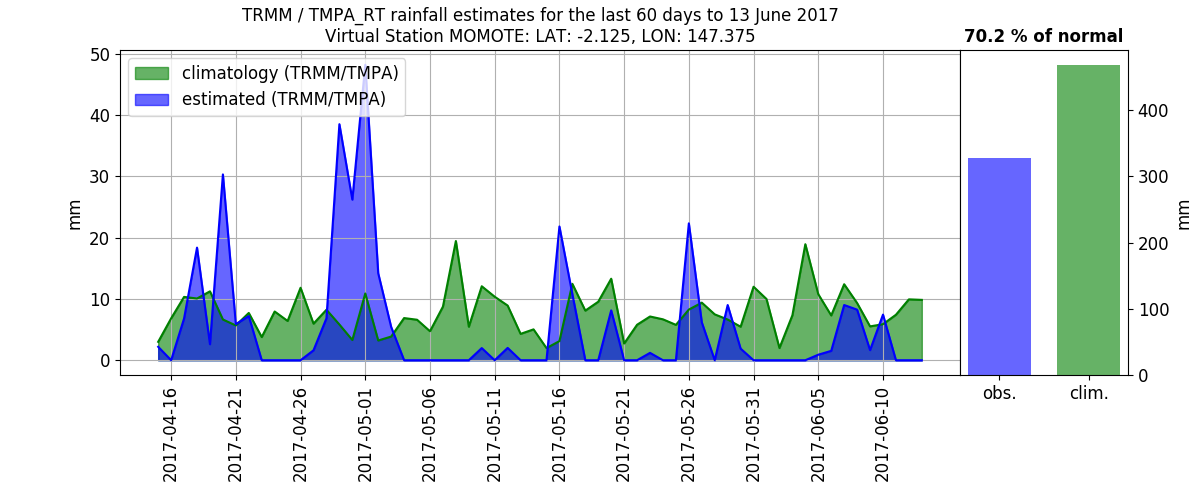 TRMM / TMPA_RT rainfall estimates for the last 60 days to 13 June 2017
Virtual Station MOMOTE: LAT: -2.125, LON: 147.375
70.2 % of normal
climatology (TRMM/TMPA)
estimated (TRMM/TMPA)
50
40
30
20
10
0
mm
2017-04-16
2017-04-21
2017-04-26
2017-05-01
2017-05-06
2017-05-11
2017-05-16
2017-05-21
2017-05-26
2017-05-31
2017-06-05
2017-06-10
400
300
200
100
0
mm
obs.
clim.